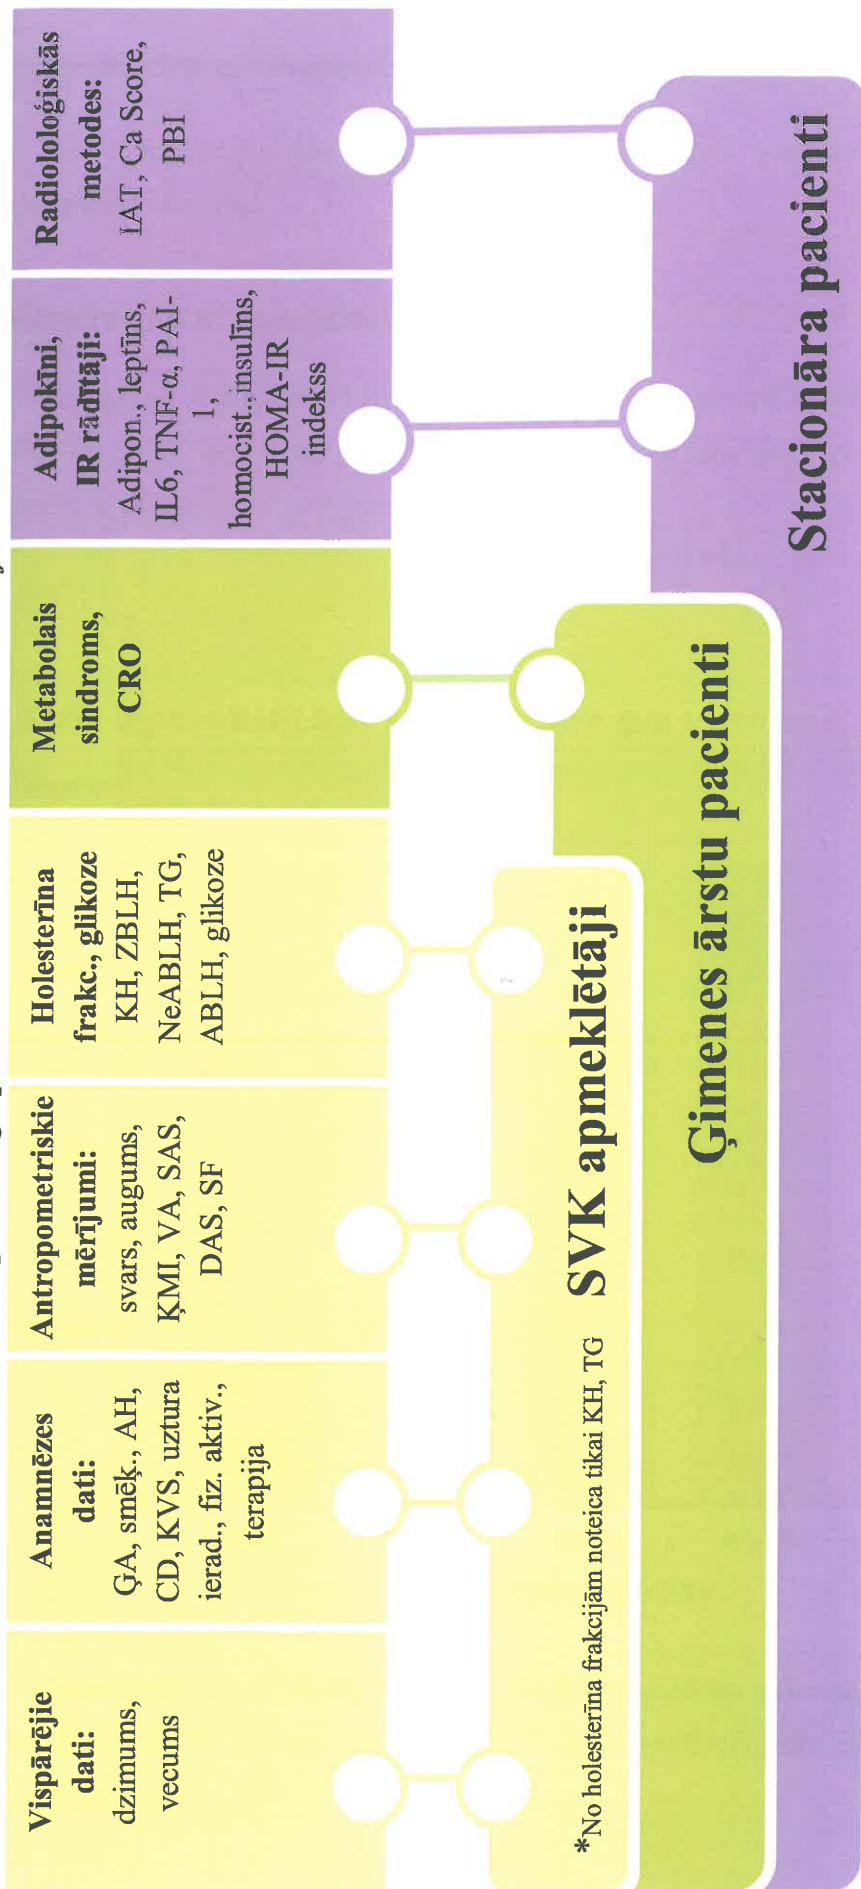 Vispārējie
dati:
dzimums,
vecums
Anamnēzes
dati:
ĢA, smēķ., AH,
CD, KVS, uztura
ierad., fiz. aktiv.,
terapija
Antropometriskie
mērījumi:
svars, augums,
ĶMI, VA, SAS,
DAS, SF
Holesterīna
frakc., glikoze
KH, ZBLH,
NeABLH, TG,
ABLH, glikoze
Metabolais
sindroms,
CRO
Adipokīni,
IR rādītāji:
Adipon., leptīns,
IL6, TNF-α, PAI-
1,
homocist.,insulīns,
HOMA-IR
indekss
Radiololoģiskās
metodes:
IAT, Ca Score,
PBI
SVK apmeklētāji
*No holesterīna frakcijām noteica tikai KH, TG
Ģimenes ārstu pacienti
Stacionāra pacienti